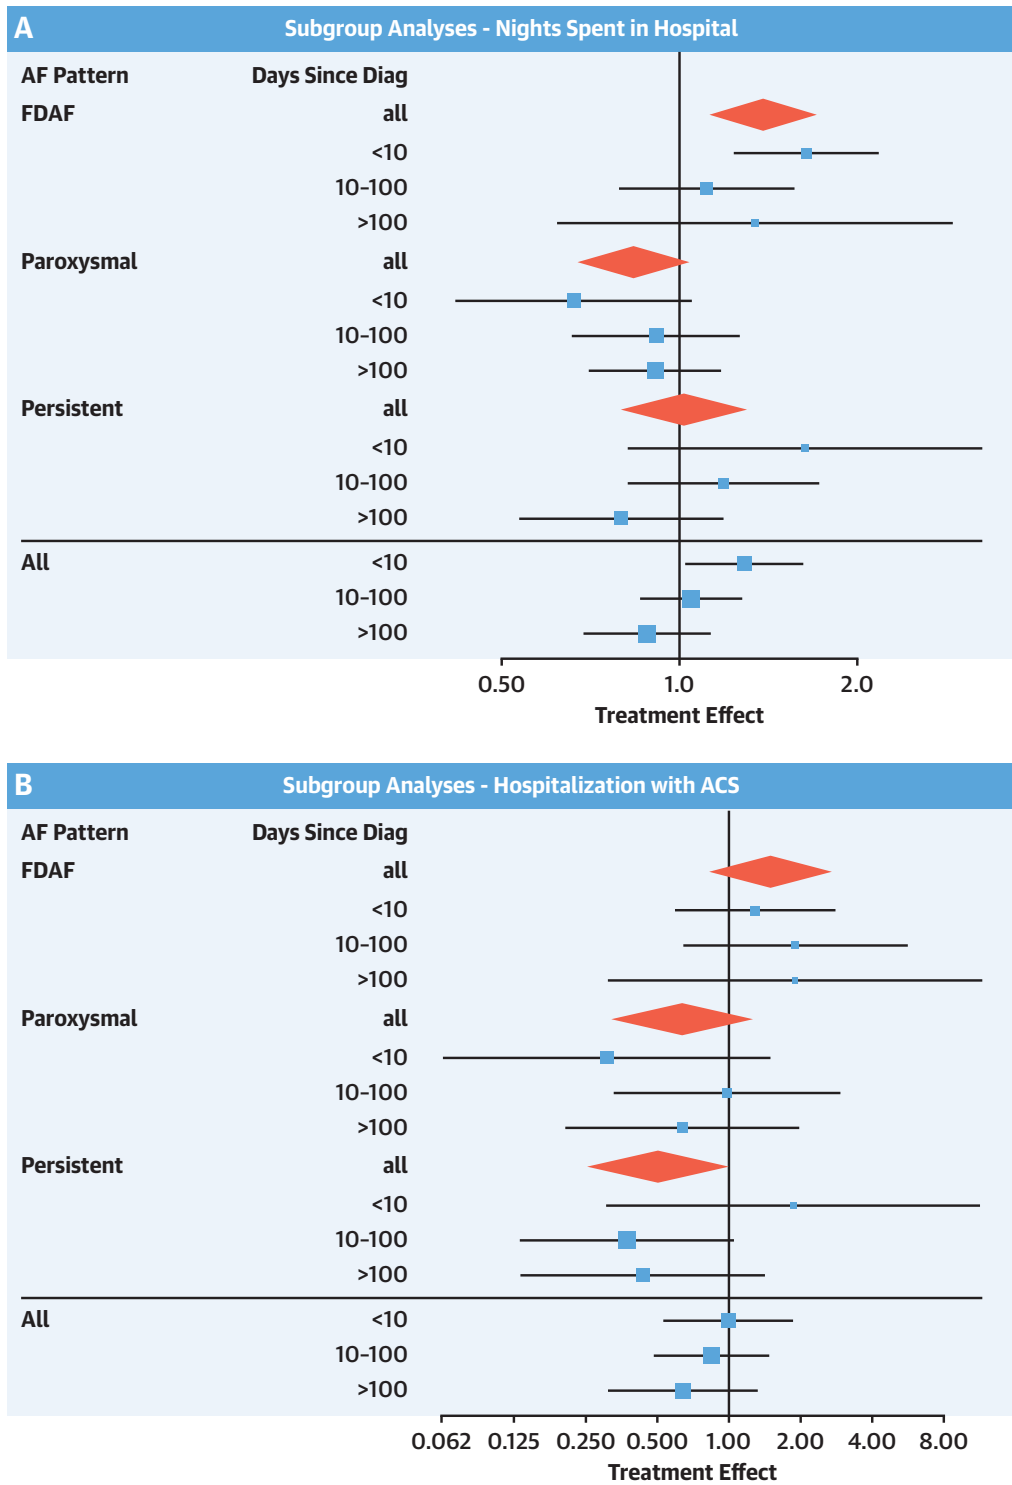 A Subgroup Analyses - Nights Spent in Hospital
AF Pattern Days Since Diag
FDAF all
<10
10–100
>100
Paroxysmal all
<10
10–100
>100
Persistent all
<10
10–100
>100
All <10
10–100
>100
0.50 1.0 2.0
Treatment Effect
B Subgroup Analyses - Hospitalization with ACS
AF Pattern Days Since Diag
FDAF all
<10
10–100
>100
Paroxysmal all
<10
10–100
>100
Persistent all
<10
10–100
>100
All <10
10–100
>100
0.062 0.125 0.250 0.500 1.00 2.00 4.00 8.00
Treatment Effect